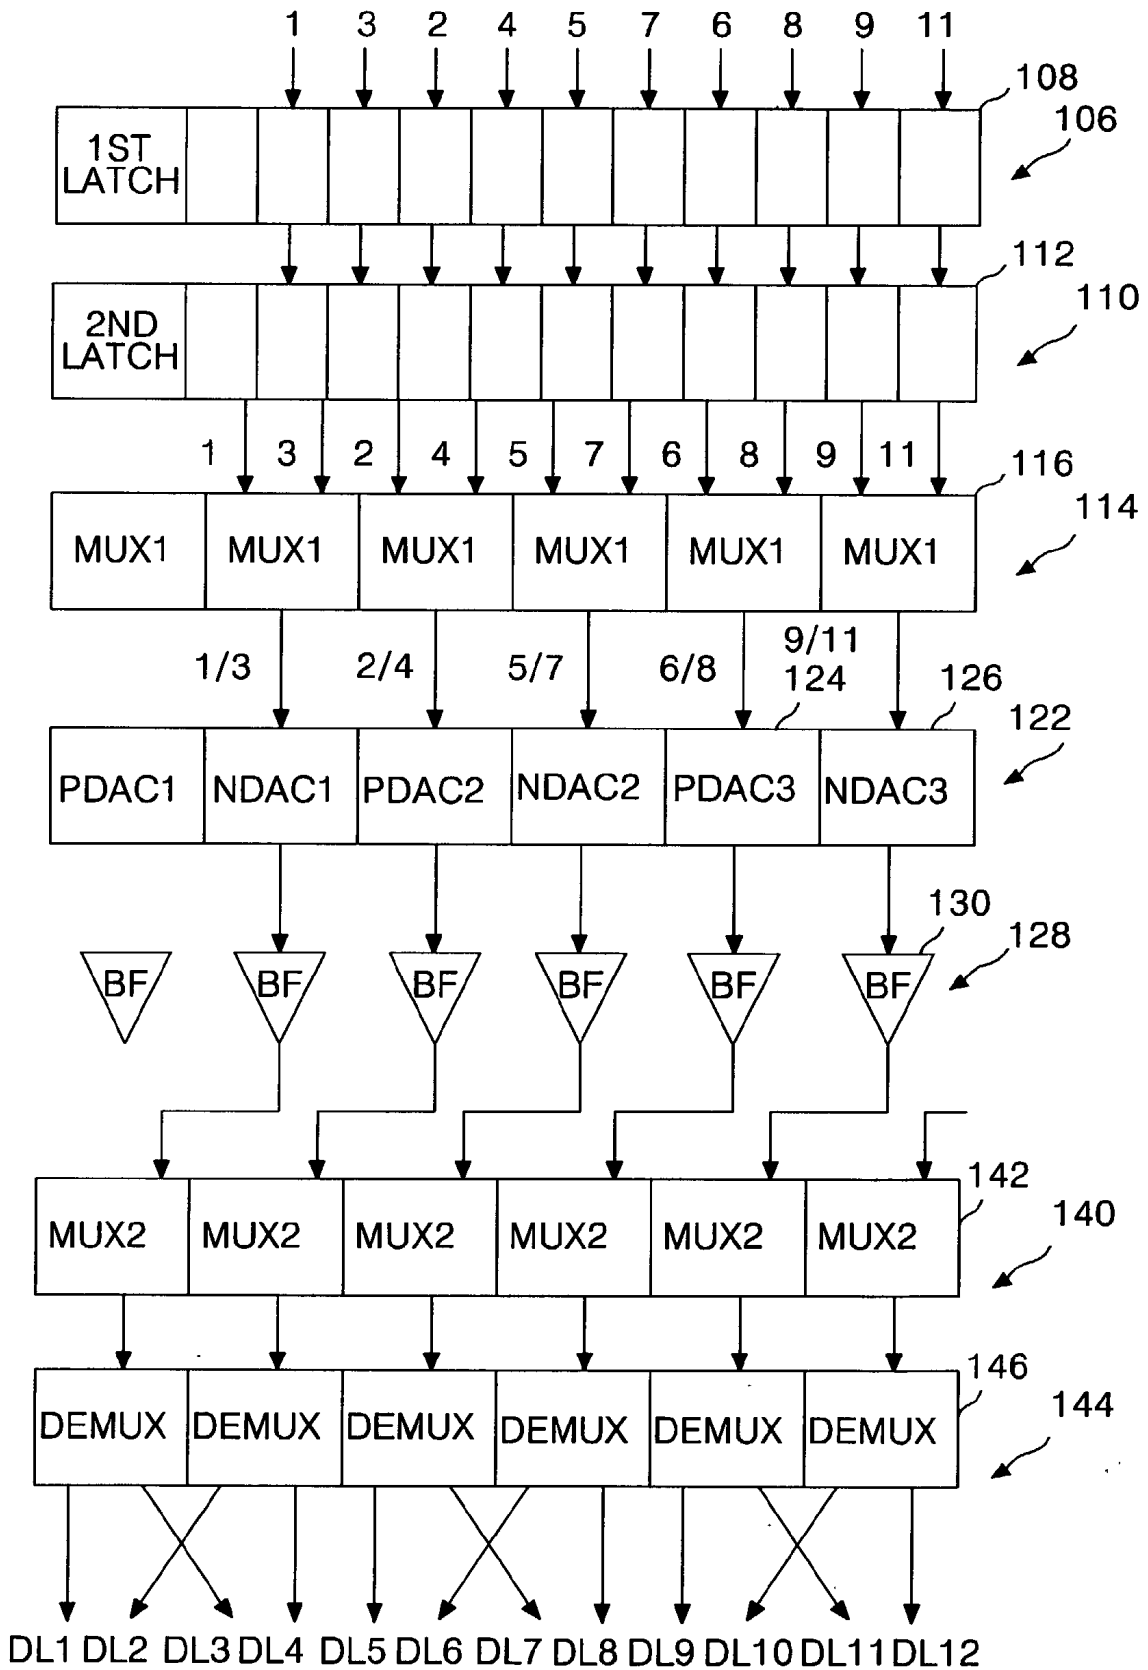 1 3 2 4 5 7 6 8 9 11
108
106
1ST
LATCH
112
110
2ND
LATCH
1 3 2 4 5 7 6 8 9 11
116
114
MUX1 MUX1 MUX1 MUX1 MUX1 MUX1
1/3 2/4 5/7 6/8 9/11
124 126
122
PDAC1 NDAC1 PDAC2 NDAC2 PDAC3 NDAC3
130
128
BF BF BF BF BF BF
142
140
MUX2 MUX2 MUX2 MUX2 MUX2 MUX2
146
144
DEMUX DEMUX DEMUX DEMUX DEMUX DEMUX
DL1 DL2 DL3 DL4 DL5 DL6 DL7 DL8 DL9 DL10 DL11 DL12